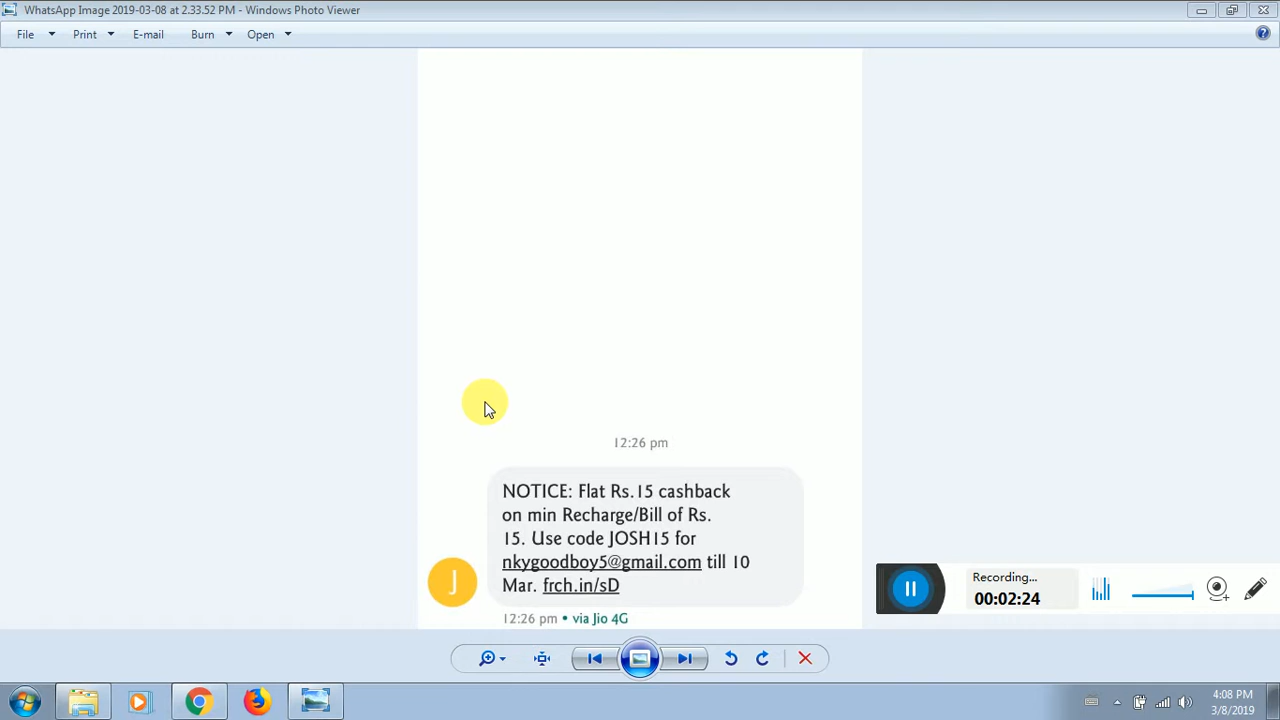 WhatsApp Image 2019-03-08 at 2.33.52 PM - Windows Photo Viewer
File Print E-mail Burn Open
12:26 pm
NOTICE: Flat Rs.15 cashback
on min Recharge/Bill of Rs.
15. Use code JOSH15 for
nkygoodboy5@gmail.com till 10
Mar. frch.in/sD
J
12:26 pm • via Jio 4G
Recording...
00:02:24
4:08 PM
3/8/2019